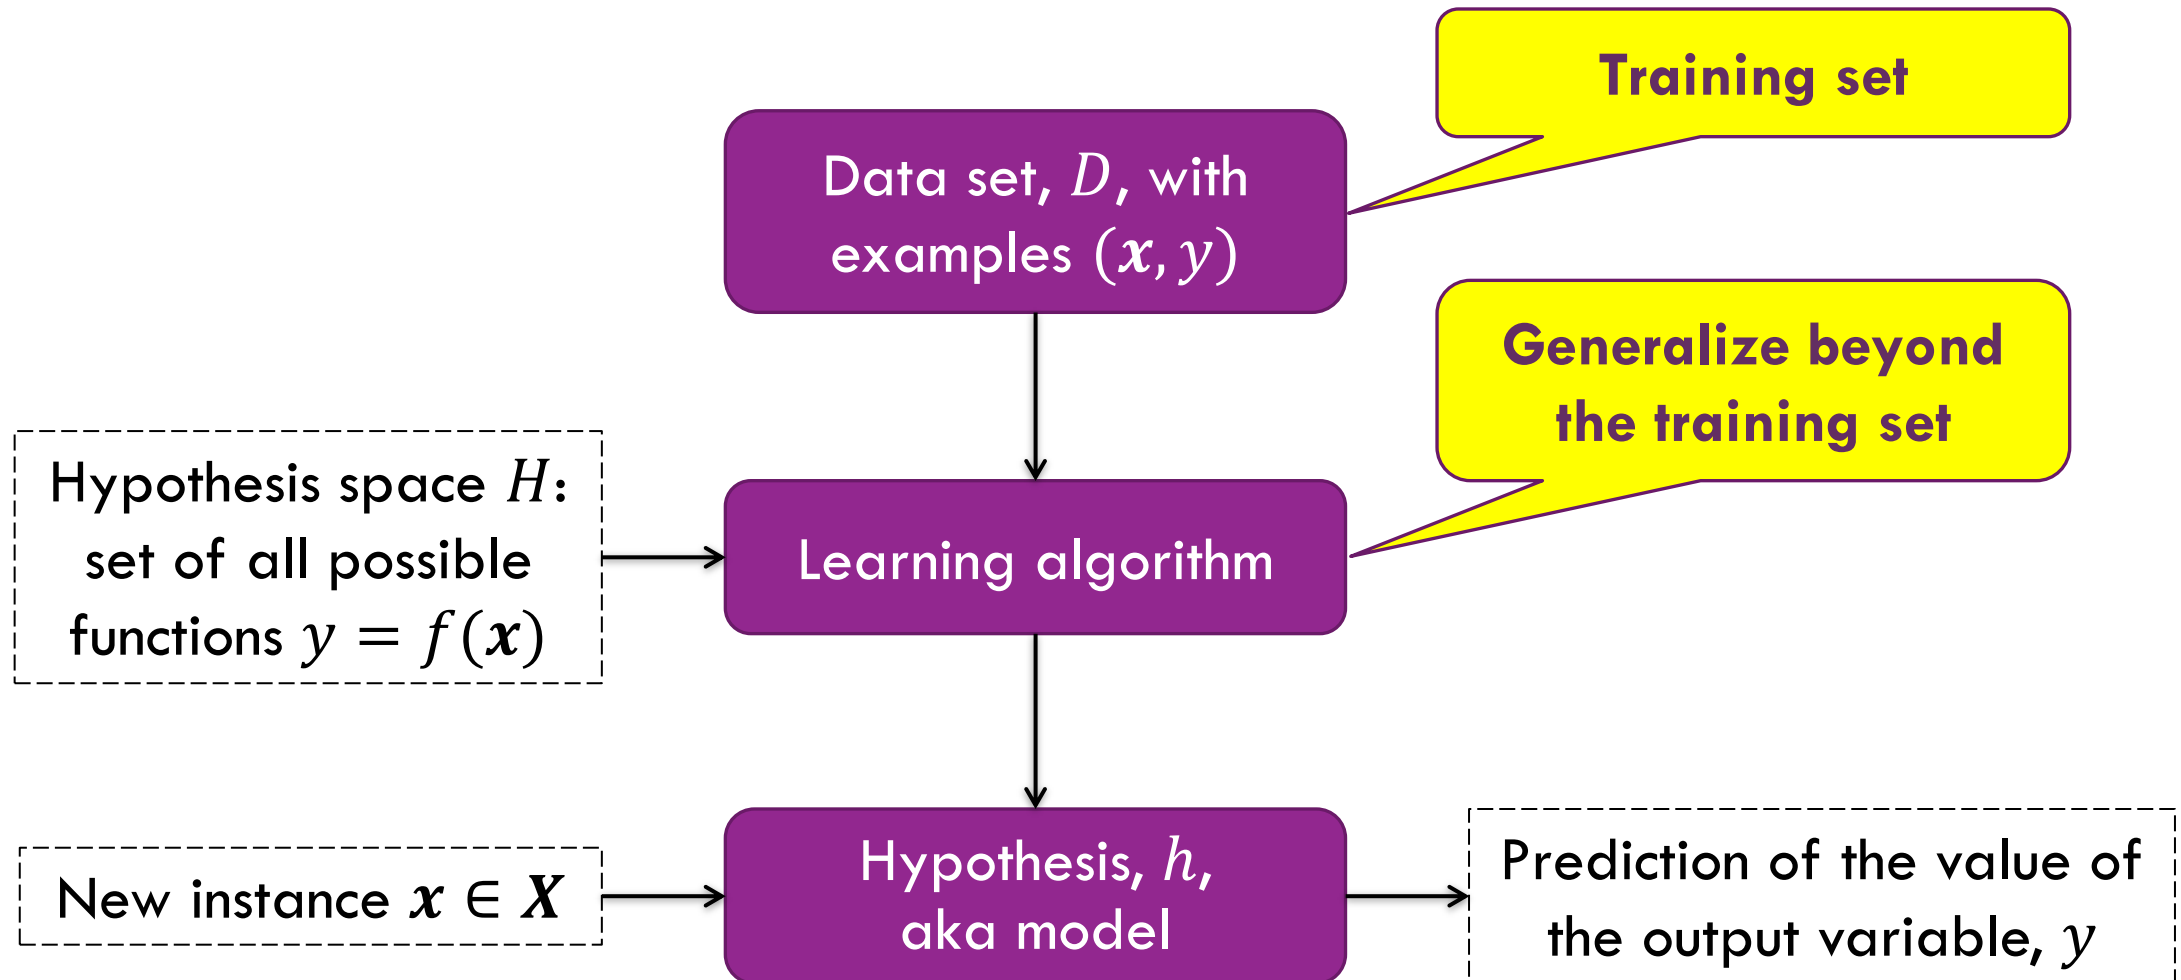 Training set
Data set, D, with
examples (x, y)
Generalize beyond
the training set
Hypothesis space H:
set of all possible
functions y = f(x)
Learning algorithm
New instance x ∈ X
Hypothesis, h,
aka model
Prediction of the value of
the output variable, y